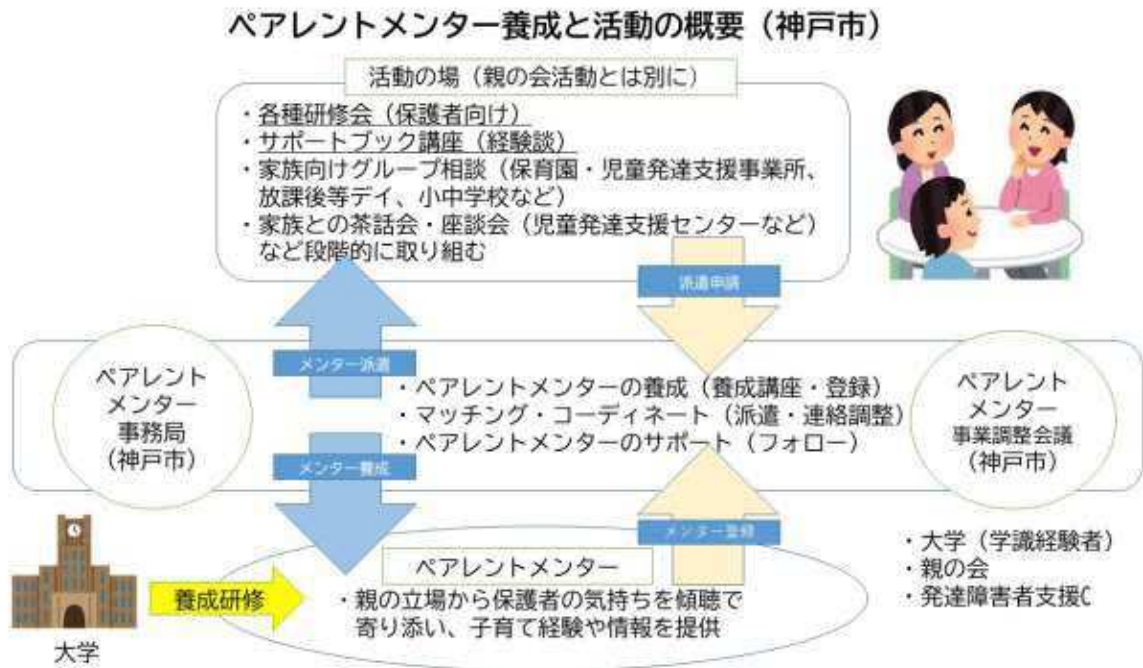 ペアレントメンター養成と活動の概要（神戸市）
活動の場（親の会活動とは別に）
・各種研修会（保護者向け）
・サポートブック講座（経験談）
・家族向けグループ相談（保育園・児童発達支援事業所、
放課後等デイ、小中学校など）
・家族との茶話会・座談会（児童発達支援センターなど）
など段階的に取り組む
派遣申請
メンター派遣
ペアレント
メンター
事務局
（神戸市）
・ペアレントメンターの養成（養成講座・登録）
・マッチング・コーディネート（派遣・連絡調整）
・ペアレントメンターのサポート（フォロー）
ペアレント
メンター
事業調整会議
（神戸市）
メンター養成
メンター登録
ペアレントメンター
・親の立場から保護者の気持ちを傾聴で
寄り添い、子育て経験や情報を提供
養成研修
大学
・大学（学識経験者）
・親の会
・発達障害者支援C